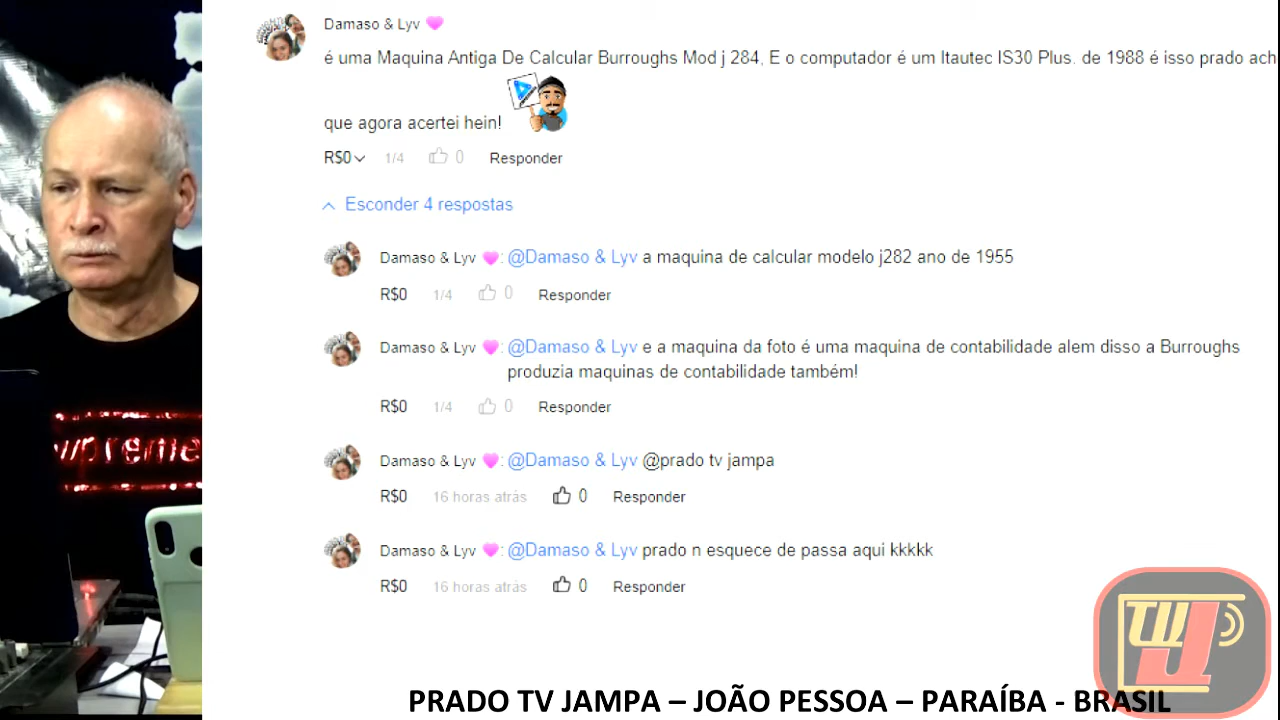 Damaso & Lyv
é uma Maquina Antiga De Calcular Burroughs Mod j 284, E o computador é um Itautec IS30 Plus. de 1988 é isso prado ach
que agora acertei hein!
R$0 1/4 0 Responder
Esconder 4 respostas
Damaso & Lyv : @Damaso & Lyv a maquina de calcular modelo j282 ano de 1955
R$0 1/4 0 Responder
Damaso & Lyv : @Damaso & Lyv e a maquina da foto é uma maquina de contabilidade alem disso a Burroughs
produzia maquinas de contabilidade também!
R$0 1/4 0 Responder
Damaso & Lyv : @Damaso & Lyv @prado tv jampa
R$0 16 horas atrás 0 Responder
Damaso & Lyv : @Damaso & Lyv prado n esquece de passa aqui kkkkk
R$0 16 horas atrás 0 Responder
TVJ
PRADO TV JAMPA – JOÃO PESSOA – PARAÍBA - BRASIL